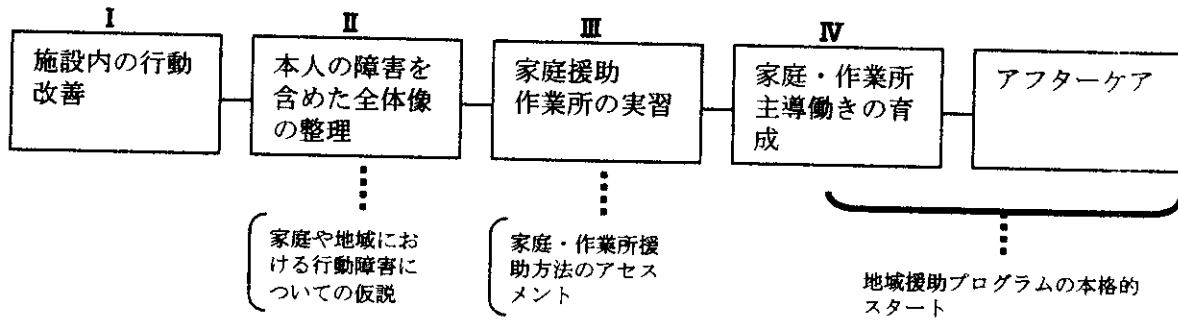 Ⅰ
施設内の行動
改善
Ⅱ
本人の障害を
含めた全体像
の整理
Ⅲ
家庭援助
作業所の実習
Ⅳ
家庭・作業所
主導働きの育
成
アフターケア
家庭や地域にお
ける行動障害に
ついての仮説
家庭・作業所援
助方法のアセス
メント
地域援助プログラムの本格的
スタート